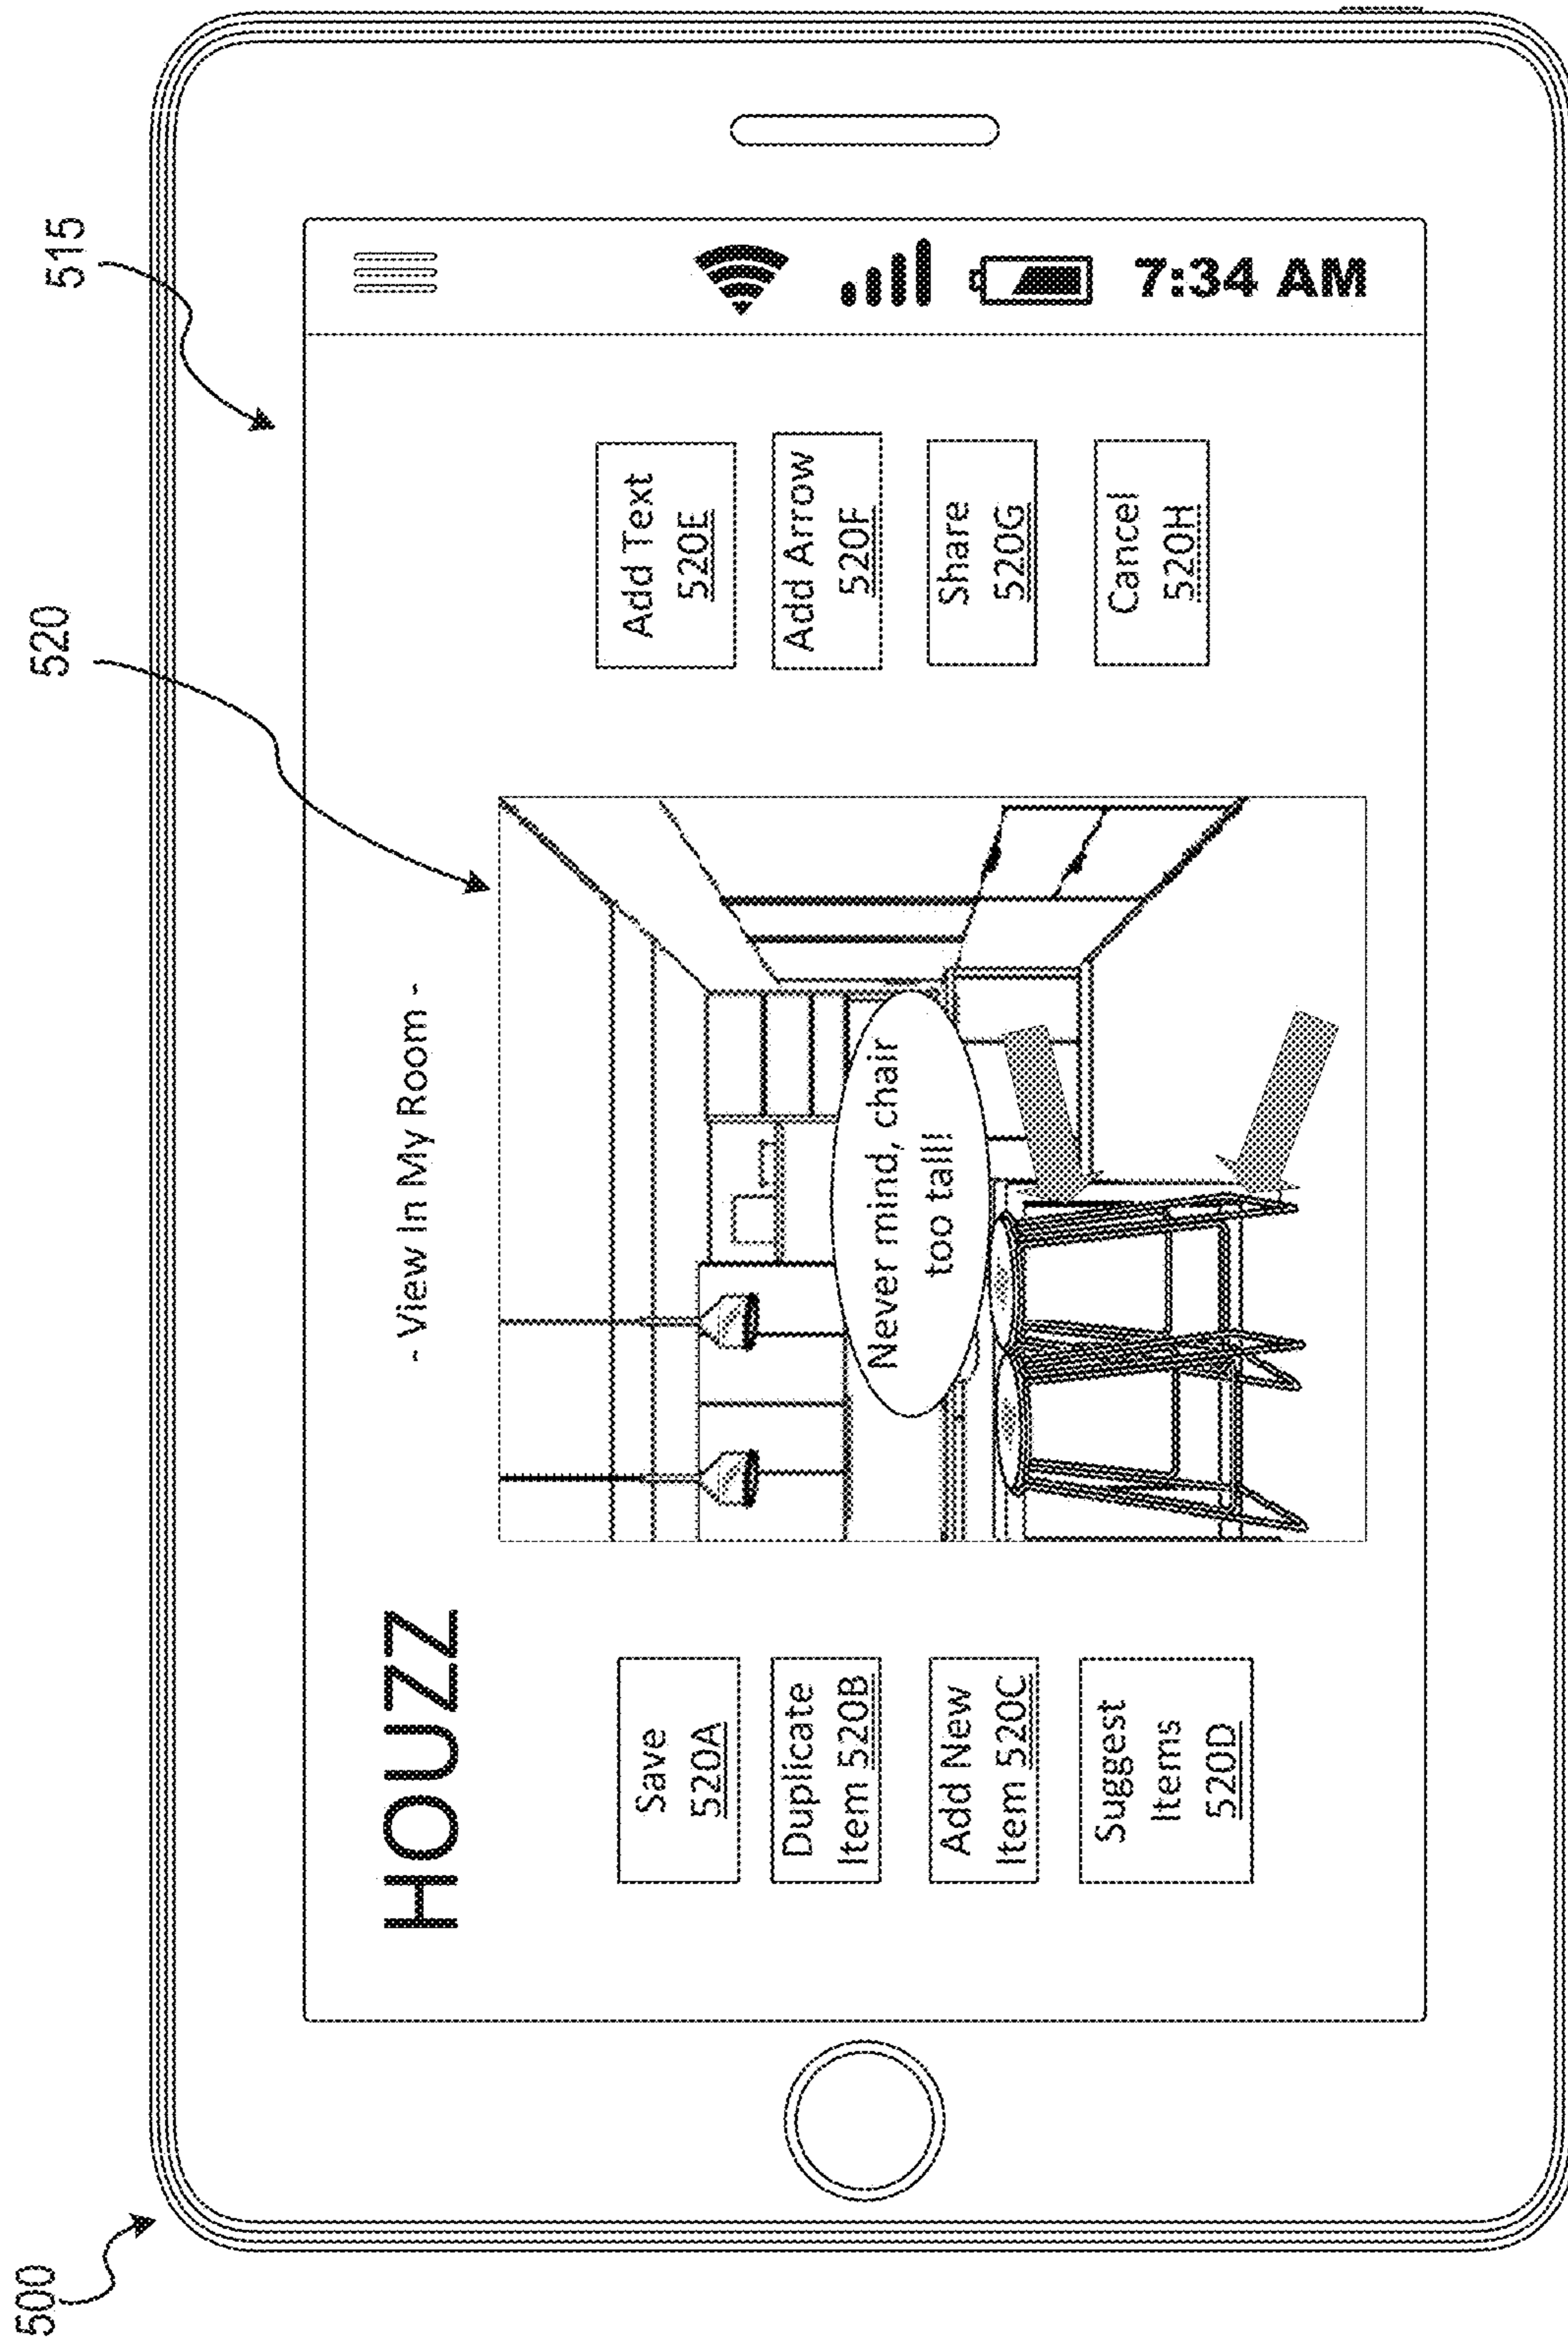 500
520
515
HOUZZ
- View In My Room -
7:34 AM
Save
520A
Duplicate
Item 520B
Add New
Item 520C
Suggest
Items
520D
Never mind, chair
too tall!
Add Text
520E
Add Arrow
520F
Share
520G
Cancel
520H